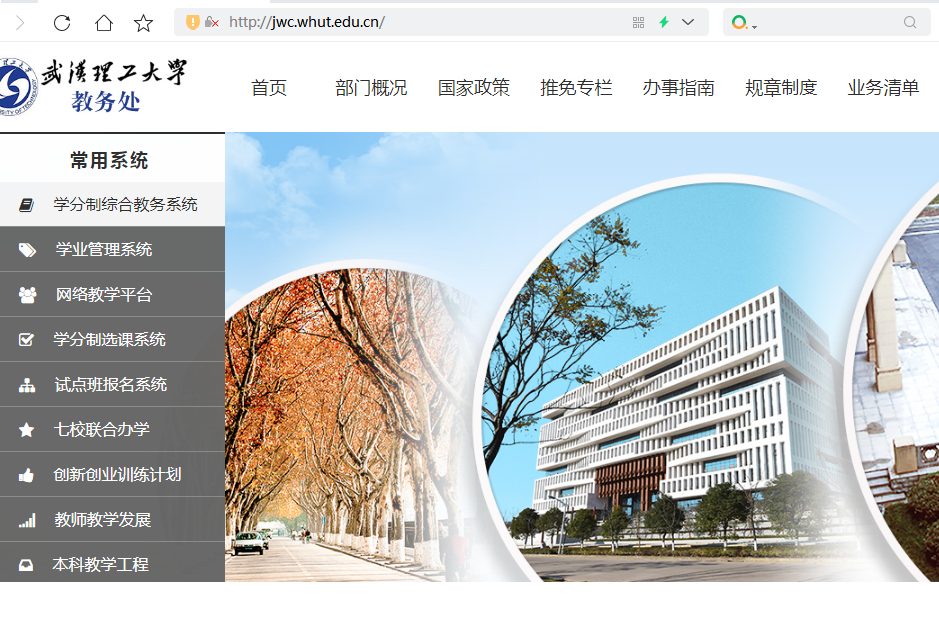 http://jwc.whut.edu.cn/
武汉理工大学
教务处
首页 部门概况 国家政策 推免专栏 办事指南 规章制度 业务清单
常用系统
学分制综合教务系统
学业管理系统
网络教学平台
学分制选课系统
试点班报名系统
七校联合办学
创新创业训练计划
教师教学发展
本科教学工程